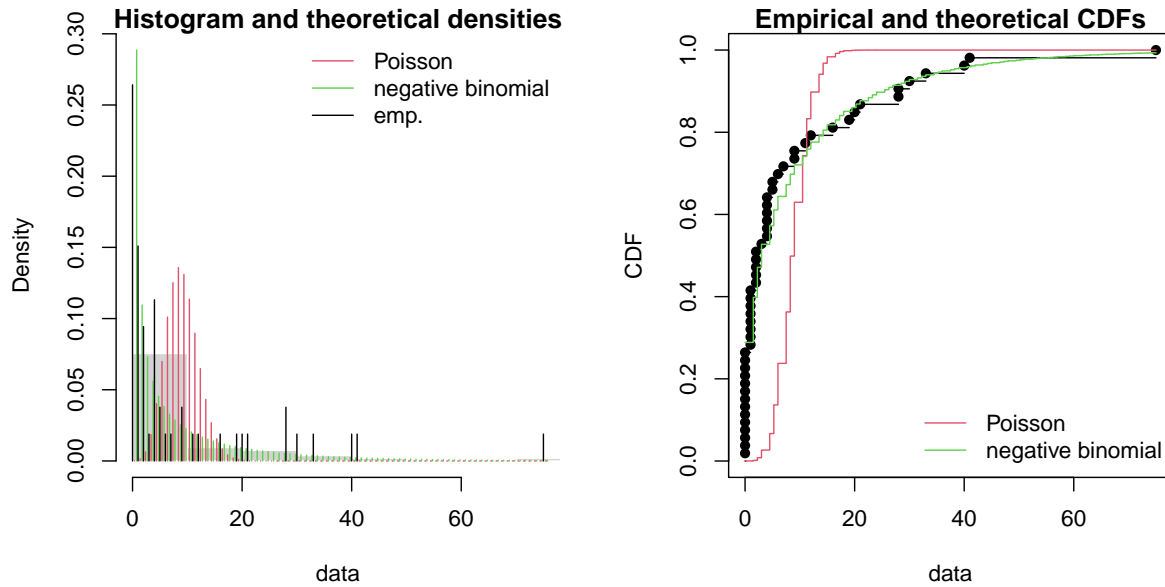 Histogram and theoretical densities
Density
0.00 0.05 0.10 0.15 0.20 0.25 0.30
Poisson
negative binomial
emp.
0 20 40 60
data
Empirical and theoretical CDFs
CDF
0.0 0.2 0.4 0.6 0.8 1.0
Poisson
negative binomial
0 20 40 60
data